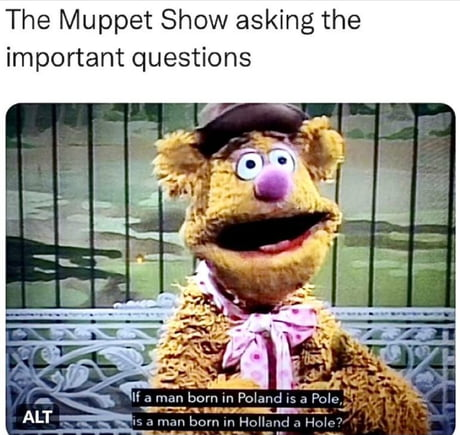 The Muppet Show asking the
important questions
If a man born in Poland is a Pole,
is a man born in Holland a Hole?
ALT